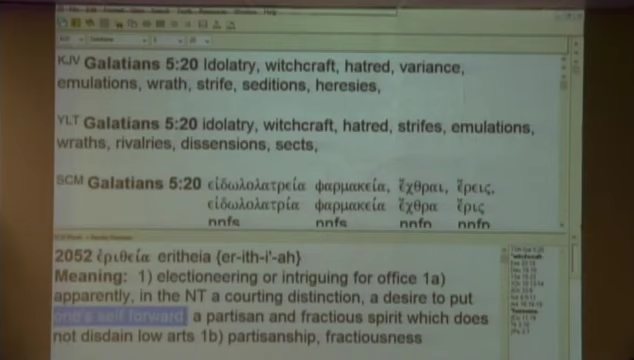 KJV Galatians 5:20 Idolatry, witchcraft, hatred, variance,
emulations, wrath, strife, seditions, heresies,
YLT Galatians 5:20 idolatry, witchcraft, hatred, strifes, emulations,
wraths, rivalries, dissensions, sects,
SCM Galatians 5:20 εἰδωλολατρεία φαρμακεία, ἔχθραι, ἔρεις,
εἰδωλολατρία φαρμακεία ἔχθρα ἔρις
nnfs nnfs nnfp nnfp
2052 ἐριθεία eritheia {er-ith-i'-ah}
Meaning: 1) electioneering or intriguing for office 1a)
apparently, in the NT a courting distinction, a desire to put
one's self forward, a partisan and fractious spirit which does
not disdain low arts 1b) partisanship, fractiousness